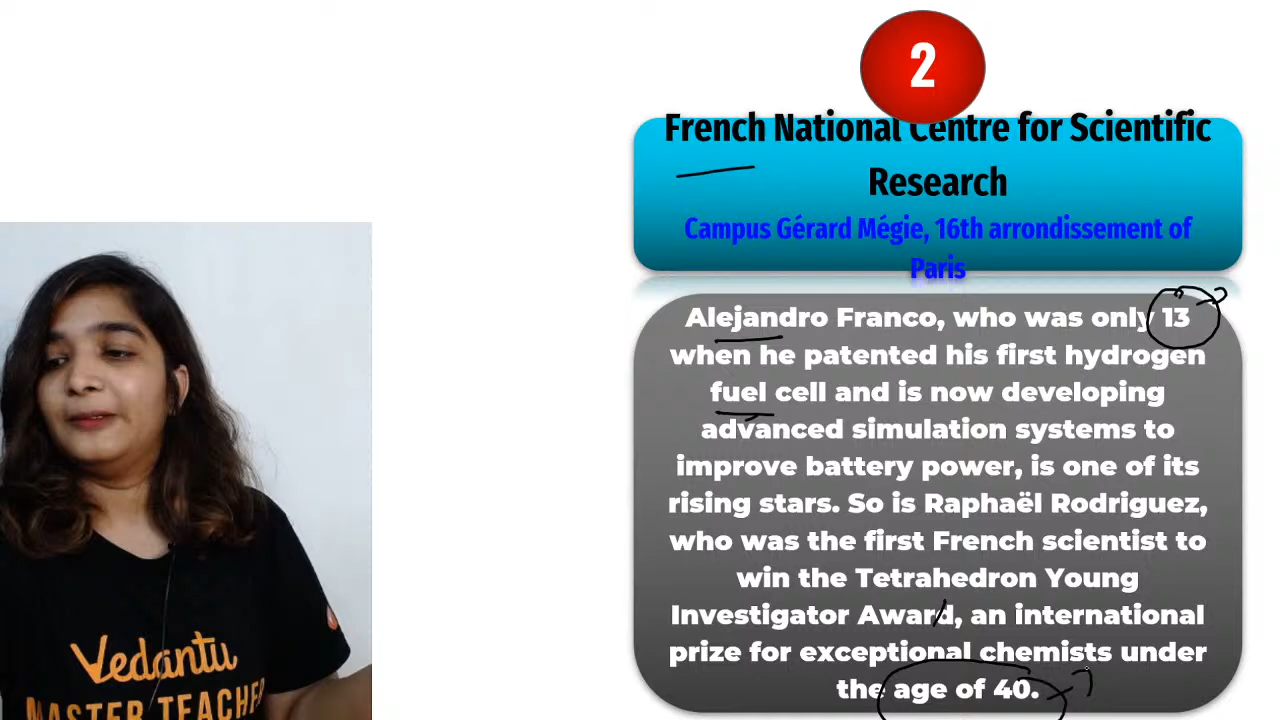 2
French National Centre for Scientific
Research
Campus Gérard Mégie, 16th arrondissement of
Paris
Alejandro Franco, who was only 13
when he patented his first hydrogen
fuel cell and is now developing
advanced simulation systems to
improve battery power, is one of its
rising stars. So is Raphaël Rodriguez,
who was the first French scientist to
win the Tetrahedron Young
Investigator Award, an international
prize for exceptional chemists under
the age of 40.
Vedantu
MASTER TEACHER